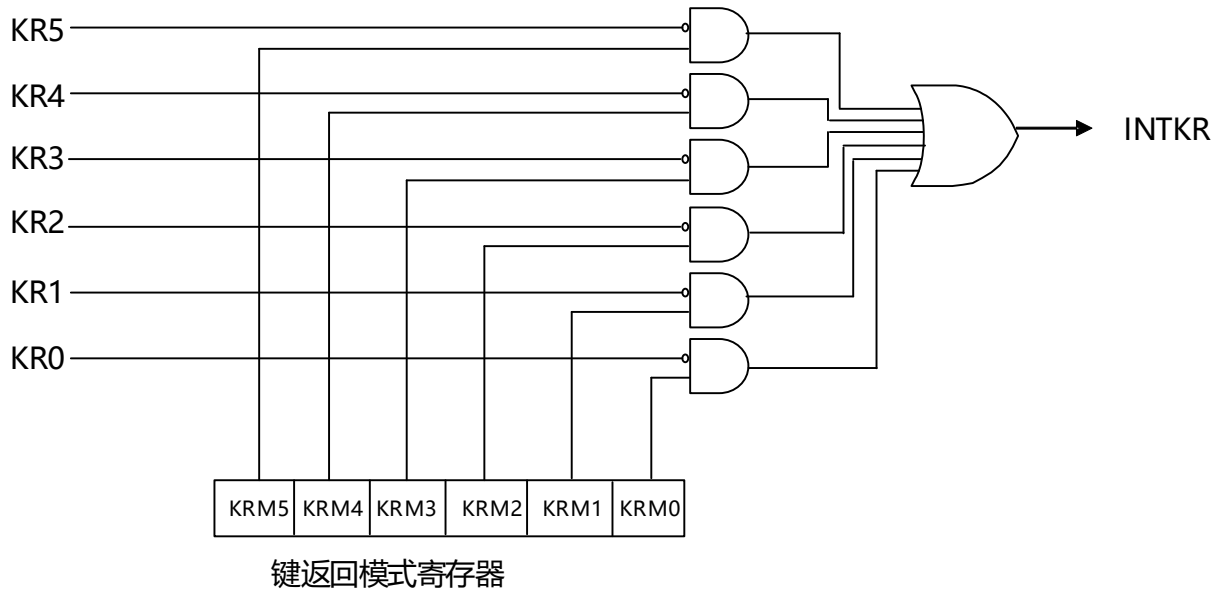 KR5
KR4
INTKR
KR3
KR2
KR1
KR0
KRM5 KRM4 KRM3 KRM2 KRM1 KRM0
键返回模式寄存器